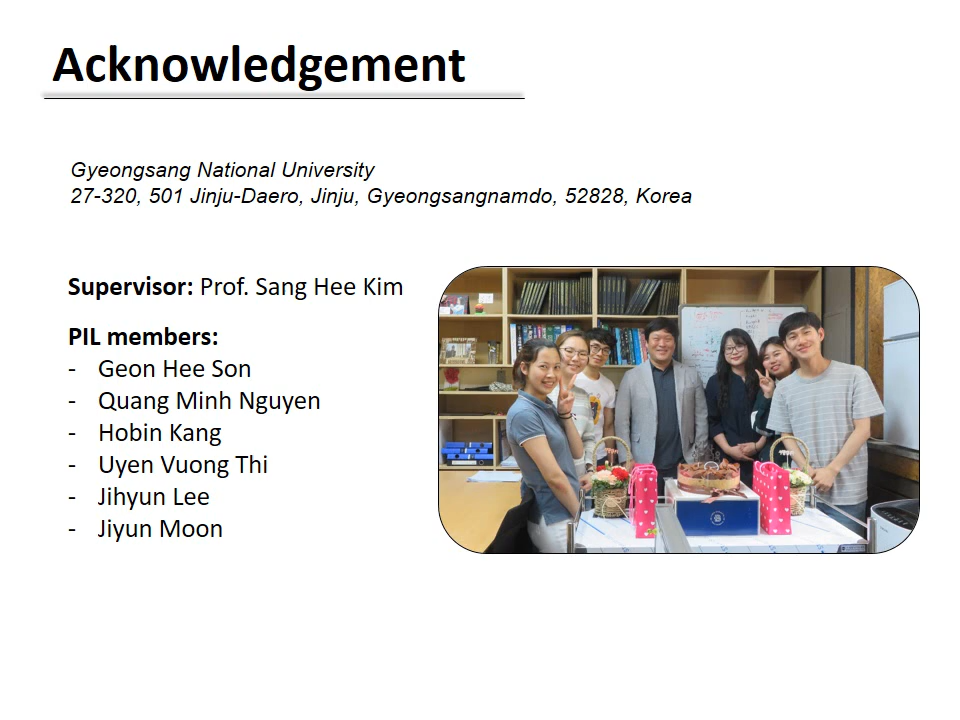 Acknowledgement
Gyeongsang National University
27-320, 501 Jinju-Daero, Jinju, Gyeongsangnamdo, 52828, Korea
Supervisor: Prof. Sang Hee Kim
PIL members:
- Geon Hee Son
- Quang Minh Nguyen
- Hobin Kang
- Uyen Vuong Thi
- Jihyun Lee
- Jiyun Moon